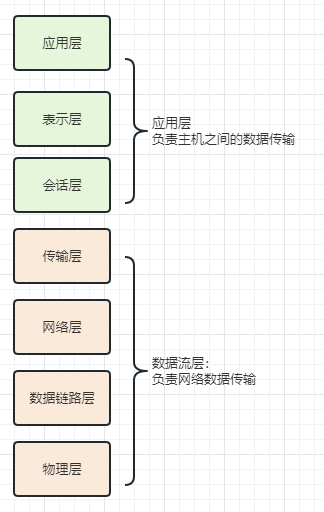 应用层
表示层
会话层
应用层
负责主机之间的数据传输
传输层
网络层
数据链路层
物理层
数据流层：
负责网络数据传输